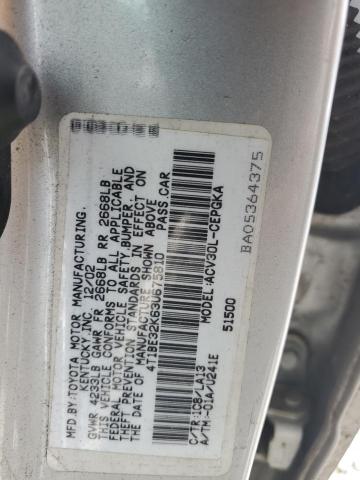 MFD.BY: TOYOTA MOTOR MANUFACTURING
KENTUCKY, INC. 12/02
GVWR 4233LB GAWR FR 2668LB RR 2668LB
THIS VEHICLE CONFORMS TO ALL APPLICABLE
FEDERAL MOTOR VEHICLE SAFETY, BUMPER, AND
THEFT PREVENTION STANDARDS IN EFFECT ON
THE DATE OF MANUFACTURE SHOWN ABOVE.
4T1BE32K63U675810 PASS.CAR
MODEL: ACV30L-CEPGKA
51500
C/TR: 1C8/LA13
A/TM: -01A/U241E
BA05364375